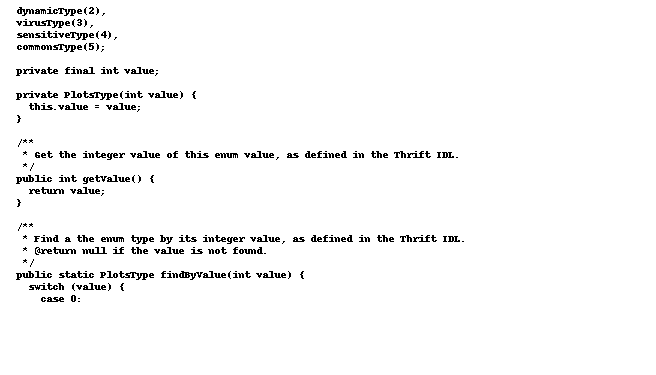 dynamicType(2),
virusType(3),
sensitiveType(4),
commonsType(5);
private final int value;
private PlotsType(int value) {
this.value = value;
}
/**
* Get the integer value of this enum value, as defined in the Thrift IDL.
*/
public int getValue() {
return value;
}
/**
* Find a the enum type by its integer value, as defined in the Thrift IDL.
* @return null if the value is not found.
*/
public static PlotsType findByValue(int value) {
switch (value) {
case 0: